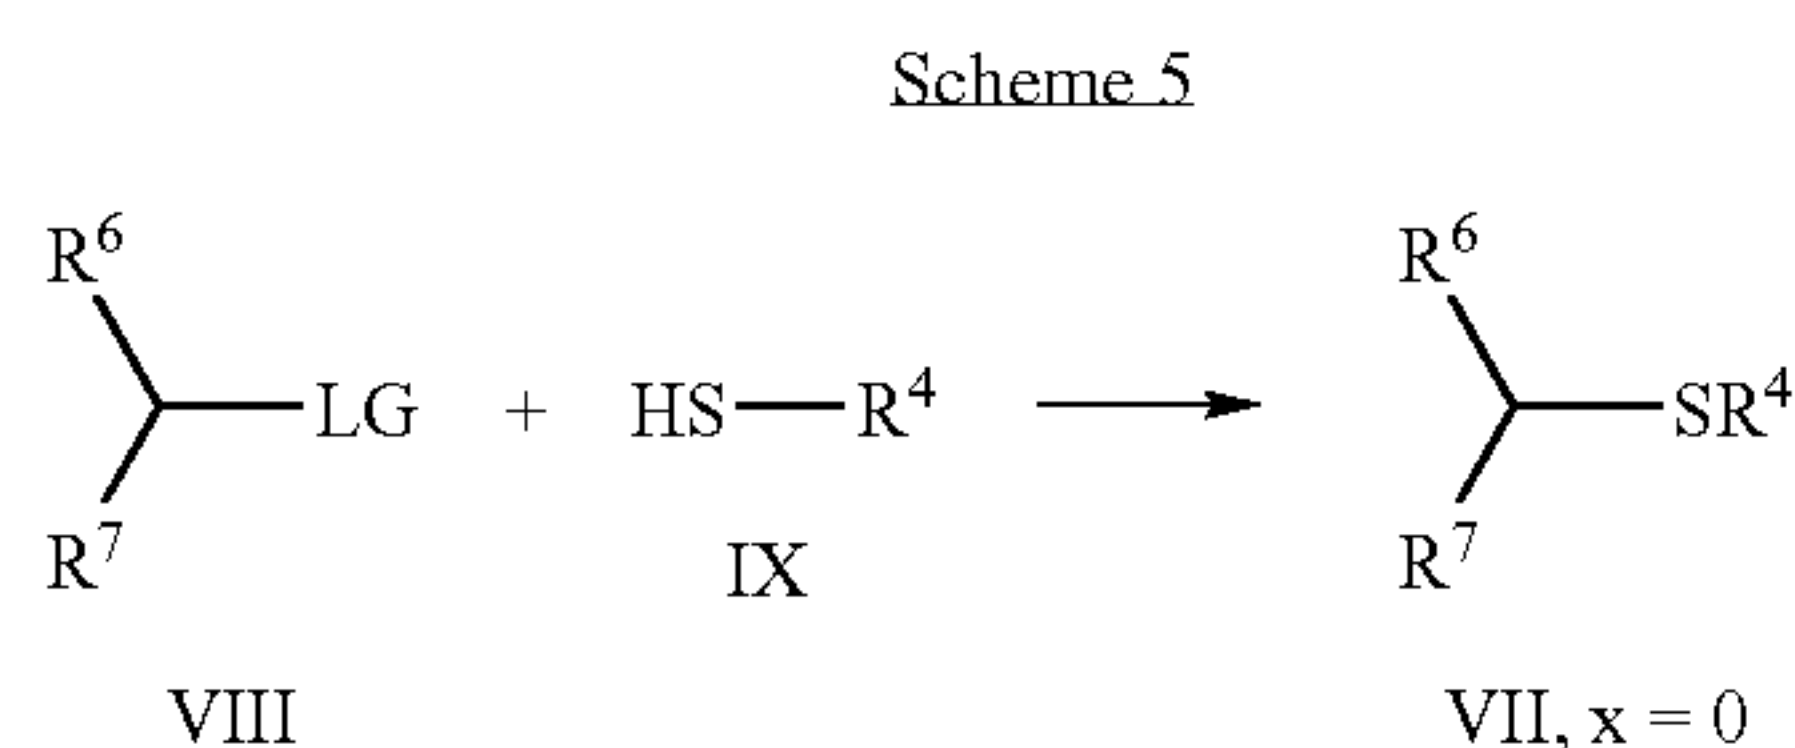 Scheme 5
R⁶ R⁶
LG + HS R⁴ SR⁴
R⁷ R⁷
IX
VIII VII, x = 0